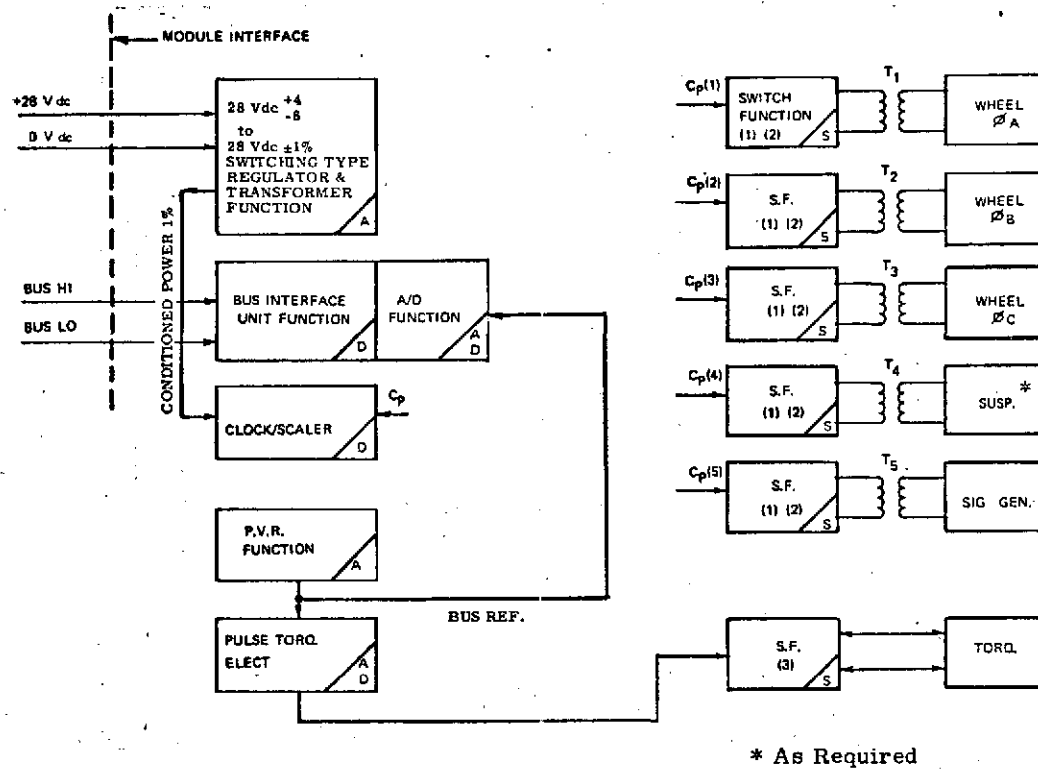 MODULE INTERFACE
+28 V dc
0 V dc
28 Vdc +4
-8
to
28 Vdc ±1%
SWITCHING TYPE
REGULATOR &
TRANSFORMER
FUNCTION
A
CONDITIONED POWER 1%
BUS HI
BUS LO
BUS INTERFACE
UNIT FUNCTION
D
A/D
FUNCTION
A
D
CLOCK/SCALER
D
Cp
P.V.R.
FUNCTION
A
BUS REF.
PULSE TORQ.
ELECT
A
D
Cp(1)
SWITCH
FUNCTION
(1) (2)
S
T1
WHEEL
ØA
Cp(2)
S.F.
(1) (2)
S
T2
WHEEL
ØB
Cp(3)
S.F.
(1) (2)
S
T3
WHEEL
ØC
Cp(4)
S.F.
(1) (2)
S
T4
SUSP. *
Cp(5)
S.F.
(1) (2)
S
T5
SIG GEN.
S.F.
(3)
S
TORQ.
* As Required